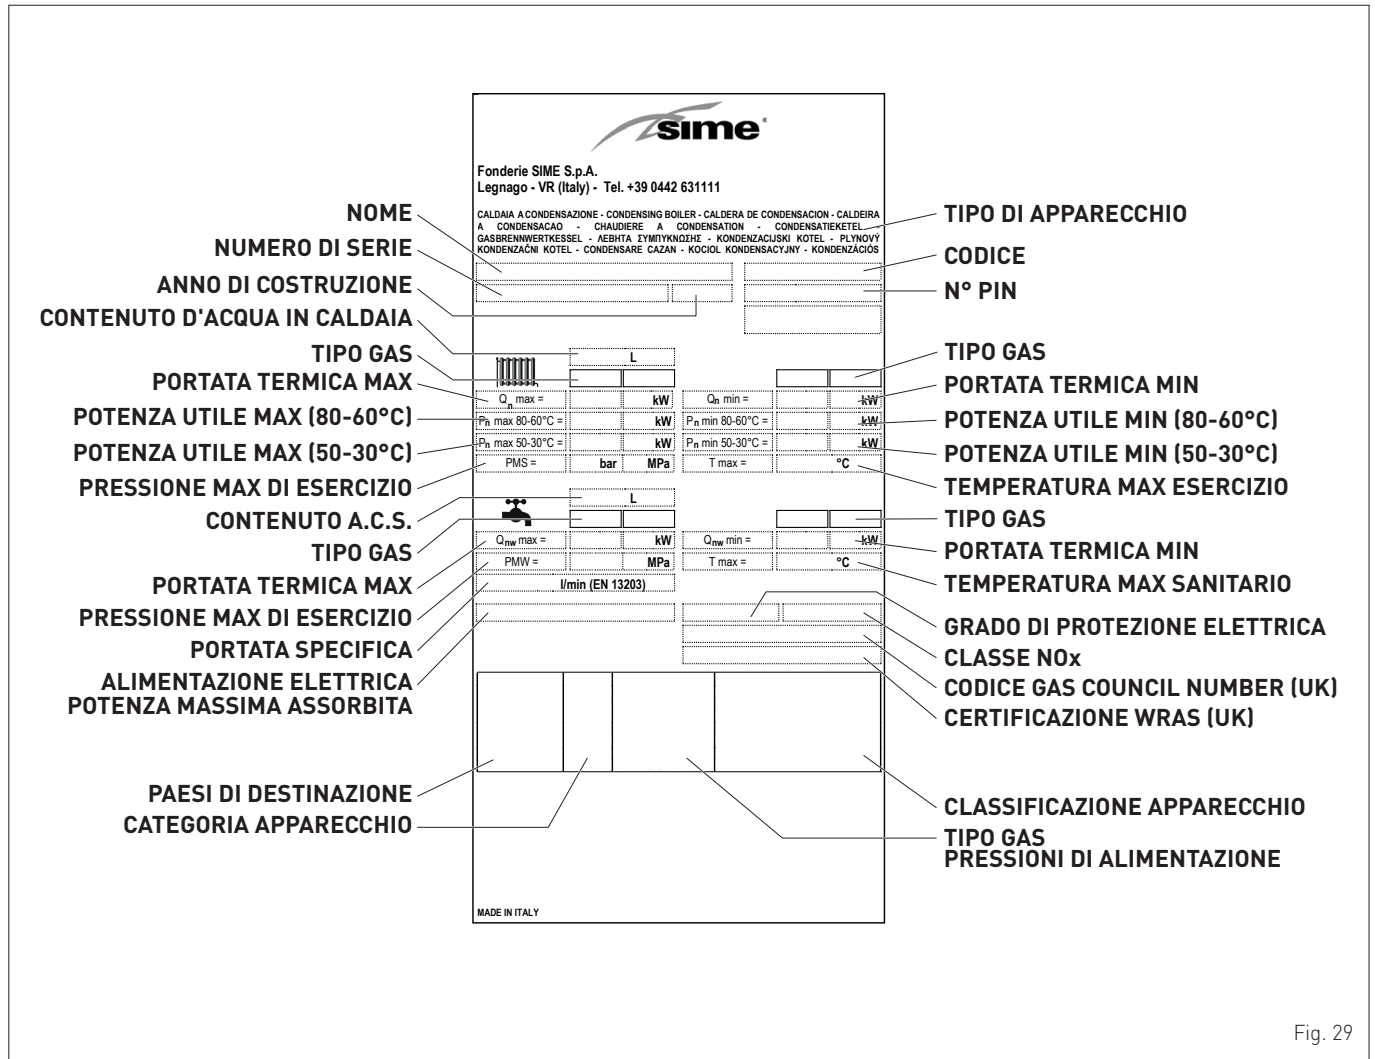 sime®
Fonderie SIME S.p.A.
Legnago - VR (Italy) - Tel. +39 0442 631111
CALDAIA A CONDENSAZIONE - CONDENSING BOILER - CALDERA DE CONDENSACION - CALDEIRA
A CONDENSACAO - CHAUDIERE A CONDENSATION - CONDENSATIEKETEL -
GASBRENNWERTKESSEL - ΛΕΒΗΤΑ ΣΥΜΠΥΚΝΩΣΗΣ - KONDENZACIJSKI KOTEL - PLYNOVÝ
KONDENZAČNI KOTEL - CONDENSARE CAZAN - KOCIOL KONDENSACYJNY - KONDENZÁCIÓS
L
Qn max = kW Qn min = kW
Pn max 80-60°C = kW Pn min 80-60°C = kW
Pn max 50-30°C = kW Pn min 50-30°C = kW
PMS = bar MPa T max = °C
L
Qnw max = kW Qnw min = kW
PMW = MPa T max = °C
l/min (EN 13203)
MADE IN ITALY
NOME
NUMERO DI SERIE
ANNO DI COSTRUZIONE
CONTENUTO D'ACQUA IN CALDAIA
TIPO GAS
PORTATA TERMICA MAX
POTENZA UTILE MAX (80-60°C)
POTENZA UTILE MAX (50-30°C)
PRESSIONE MAX DI ESERCIZIO
CONTENUTO A.C.S.
TIPO GAS
PORTATA TERMICA MAX
PRESSIONE MAX DI ESERCIZIO
PORTATA SPECIFICA
ALIMENTAZIONE ELETTRICA
POTENZA MASSIMA ASSORBITA
PAESI DI DESTINAZIONE
CATEGORIA APPARECCHIO
TIPO DI APPARECCHIO
CODICE
N° PIN
TIPO GAS
PORTATA TERMICA MIN
POTENZA UTILE MIN (80-60°C)
POTENZA UTILE MIN (50-30°C)
TEMPERATURA MAX ESERCIZIO
TIPO GAS
PORTATA TERMICA MIN
TEMPERATURA MAX SANITARIO
GRADO DI PROTEZIONE ELETTRICA
CLASSE NOx
CODICE GAS COUNCIL NUMBER (UK)
CERTIFICAZIONE WRAS (UK)
CLASSIFICAZIONE APPARECCHIO
TIPO GAS
PRESSIONI DI ALIMENTAZIONE
Fig. 29